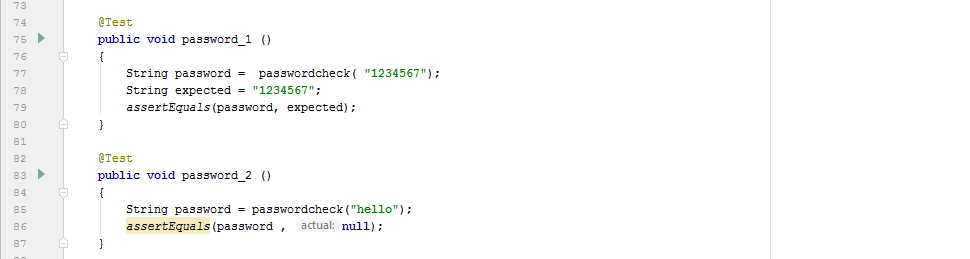 73
74 @Test
75 public void password_1 ()
76 {
77 String password =  passwordcheck( "1234567");
78 String expected = "1234567";
79 assertEquals(password, expected);
80 }
81
82 @Test
83 public void password_2 ()
84 {
85 String password = passwordcheck("hello");
86 assertEquals(password , actual: null);
87 }